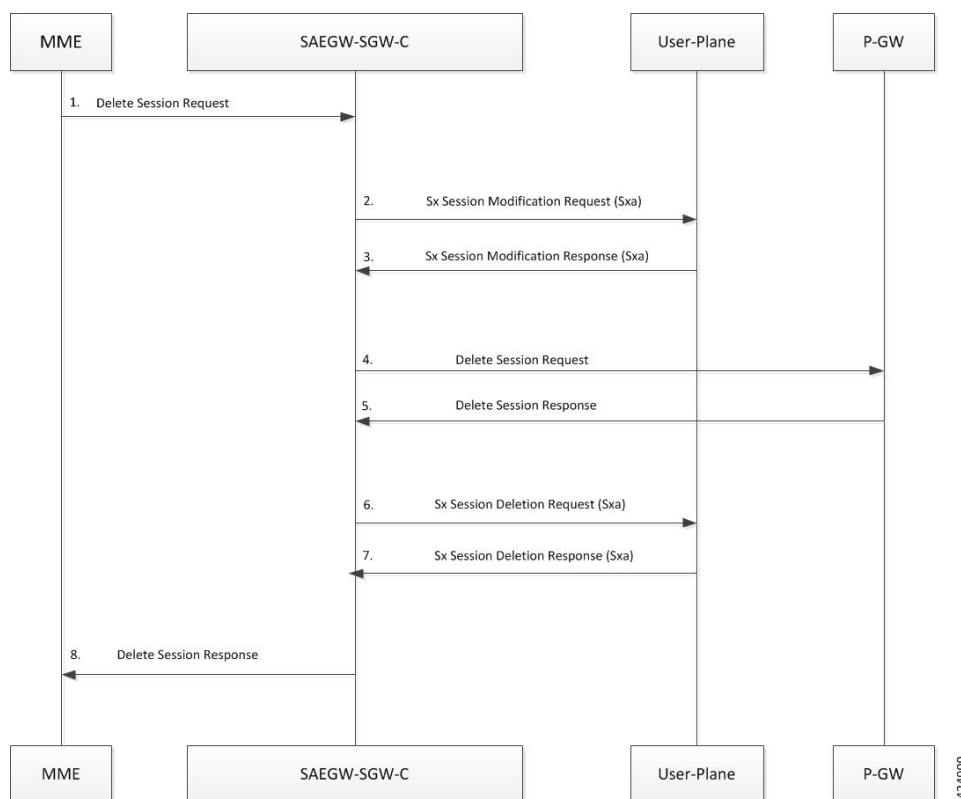 MME
SAEGW-SGW-C
User-Plane
P-GW
1. Delete Session Request
2. Sx Session Modification Request (Sxa)
3. Sx Session Modification Response (Sxa)
4. Delete Session Request
5. Delete Session Response
6. Sx Session Deletion Request (Sxa)
7. Sx Session Deletion Response (Sxa)
8. Delete Session Response
MME
SAEGW-SGW-C
User-Plane
P-GW